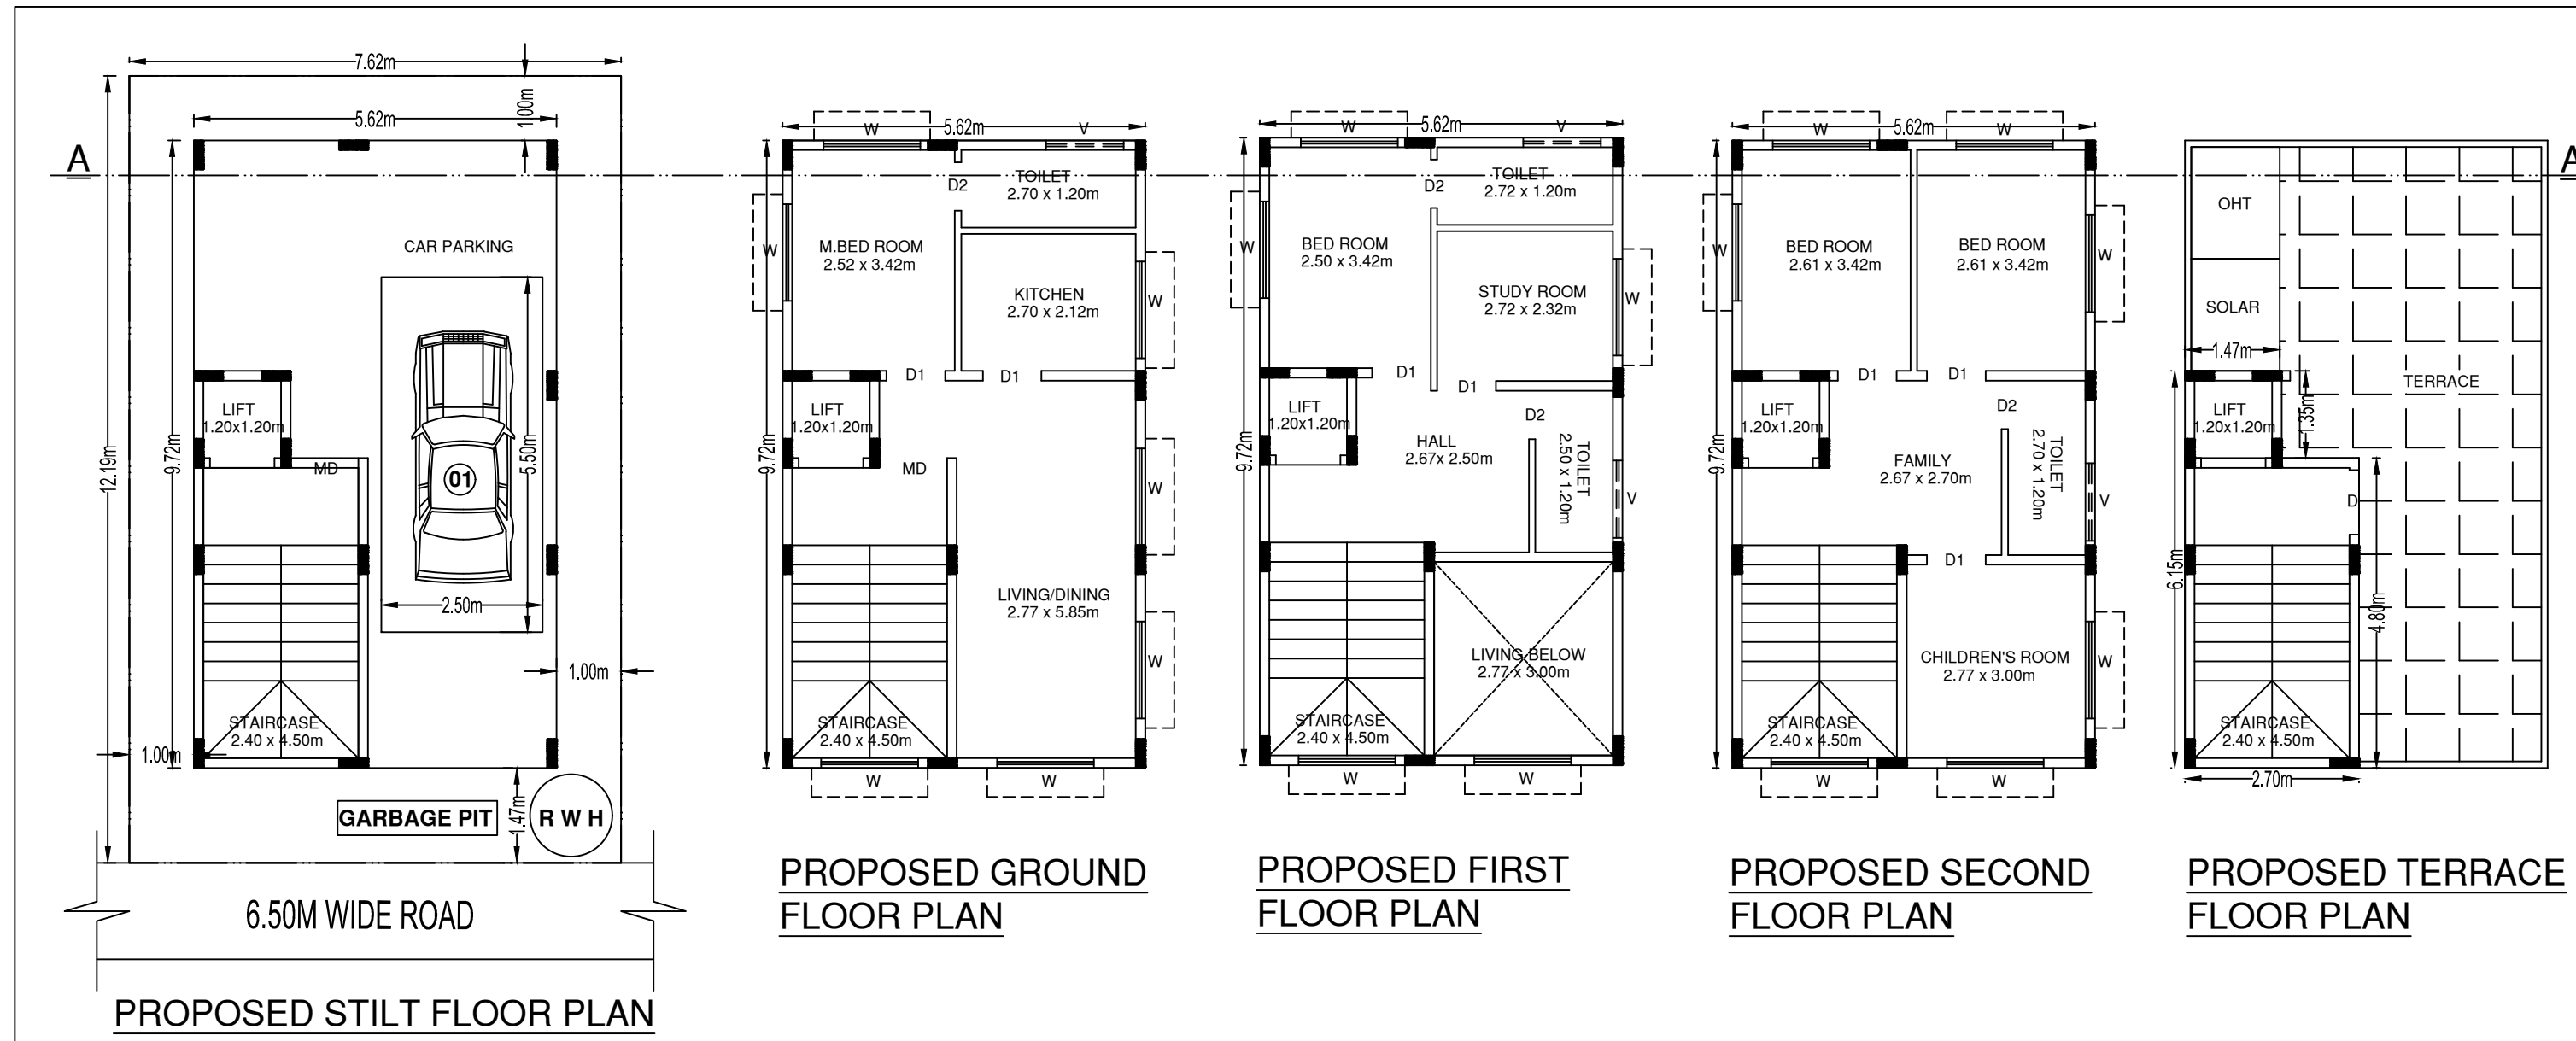 7.62m
1.00m
5.62m
A
CAR PARKING
12.19m
9.72m
LIFT
1.20x1.20m
MD
5.50m
01
2.50m
1.00m
STAIRCASE
2.40 x 4.50m
1.00m
1.47m
GARBAGE PIT
R W H
6.50M WIDE ROAD
PROPOSED STILT FLOOR PLAN
W
5.62m
V
D2
TOILET
2.70 x 1.20m
W
M.BED ROOM
2.52 x 3.42m
KITCHEN
2.70 x 2.12m
W
D1
D1
LIFT
1.20x1.20m
9.72m
MD
W
LIVING/DINING
2.77 x 5.85m
W
STAIRCASE
2.40 x 4.50m
W
W
PROPOSED GROUND
FLOOR PLAN
W
5.62m
V
D2
TOILET
2.72 x 1.20m
W
BED ROOM
2.50 x 3.42m
STUDY ROOM
2.72 x 2.32m
W
D1
D1
LIFT
1.20x1.20m
D2
9.72m
HALL
2.67x 2.50m
TOILET
2.50 x 1.20m
V
LIVING BELOW
2.77 x 3.00m
STAIRCASE
2.40 x 4.50m
W
W
PROPOSED FIRST
FLOOR PLAN
W
5.62m
W
W
BED ROOM
2.61 x 3.42m
BED ROOM
2.61 x 3.42m
W
D1
D1
LIFT
1.20x1.20m
D2
9.72m
FAMILY
2.67 x 2.70m
TOILET
2.70 x 1.20m
V
D1
CHILDREN'S ROOM
2.77 x 3.00m
W
STAIRCASE
2.40 x 4.50m
W
W
PROPOSED SECOND
FLOOR PLAN
A
OHT
SOLAR
1.47m
TERRACE
LIFT
1.20x1.20m
1.35m
D
6.15m
4.80m
STAIRCASE
2.40 x 4.50m
2.70m
PROPOSED TERRACE
FLOOR PLAN